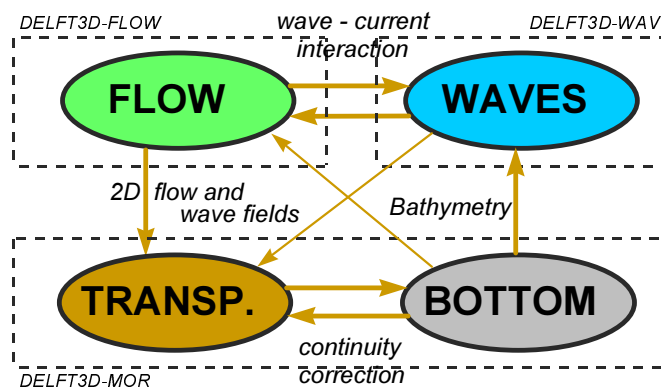 DELFT3D-FLOW
wave - current
interaction
DELFT3D-WAV
FLOW
WAVES
2D flow and
wave fields
Bathymetry
TRANSP.
BOTTOM
continuity
correction
DELFT3D-MOR